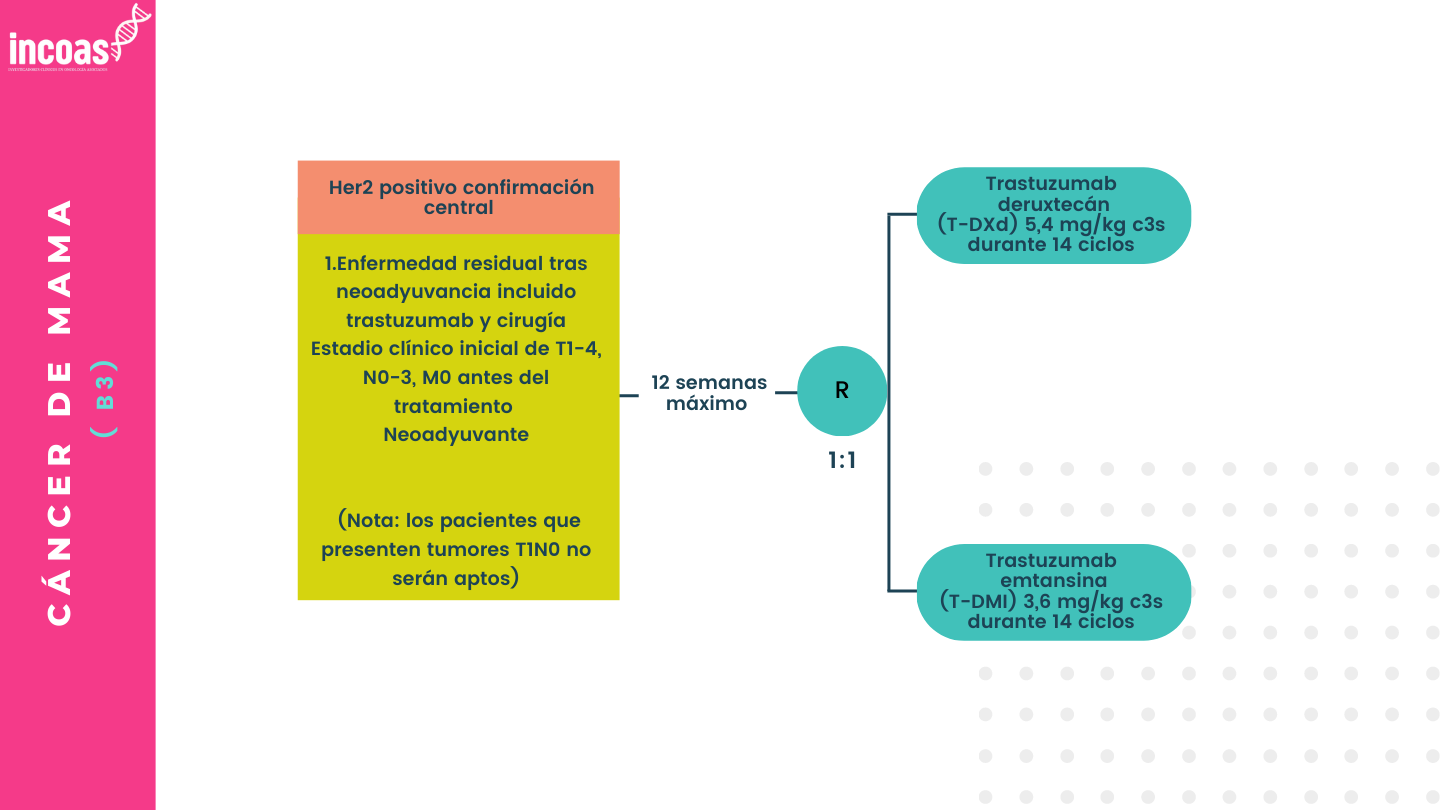 incoas
CÁNCER DE MAMA
( B3)
Her2 positivo confirmación
central
1.Enfermedad residual tras
neoadyuvancia incluido
trastuzumab y cirugía
Estadio clínico inicial de T1-4,
N0-3, M0 antes del
tratamiento
Neoadyuvante
(Nota: los pacientes que
presenten tumores T1N0 no
serán aptos)
12 semanas
máximo
R
1:1
Trastuzumab
deruxtecán
(T-DXd) 5,4 mg/kg c3s
durante 14 ciclos
Trastuzumab
emtansina
(T-DMI) 3,6 mg/kg c3s
durante 14 ciclos